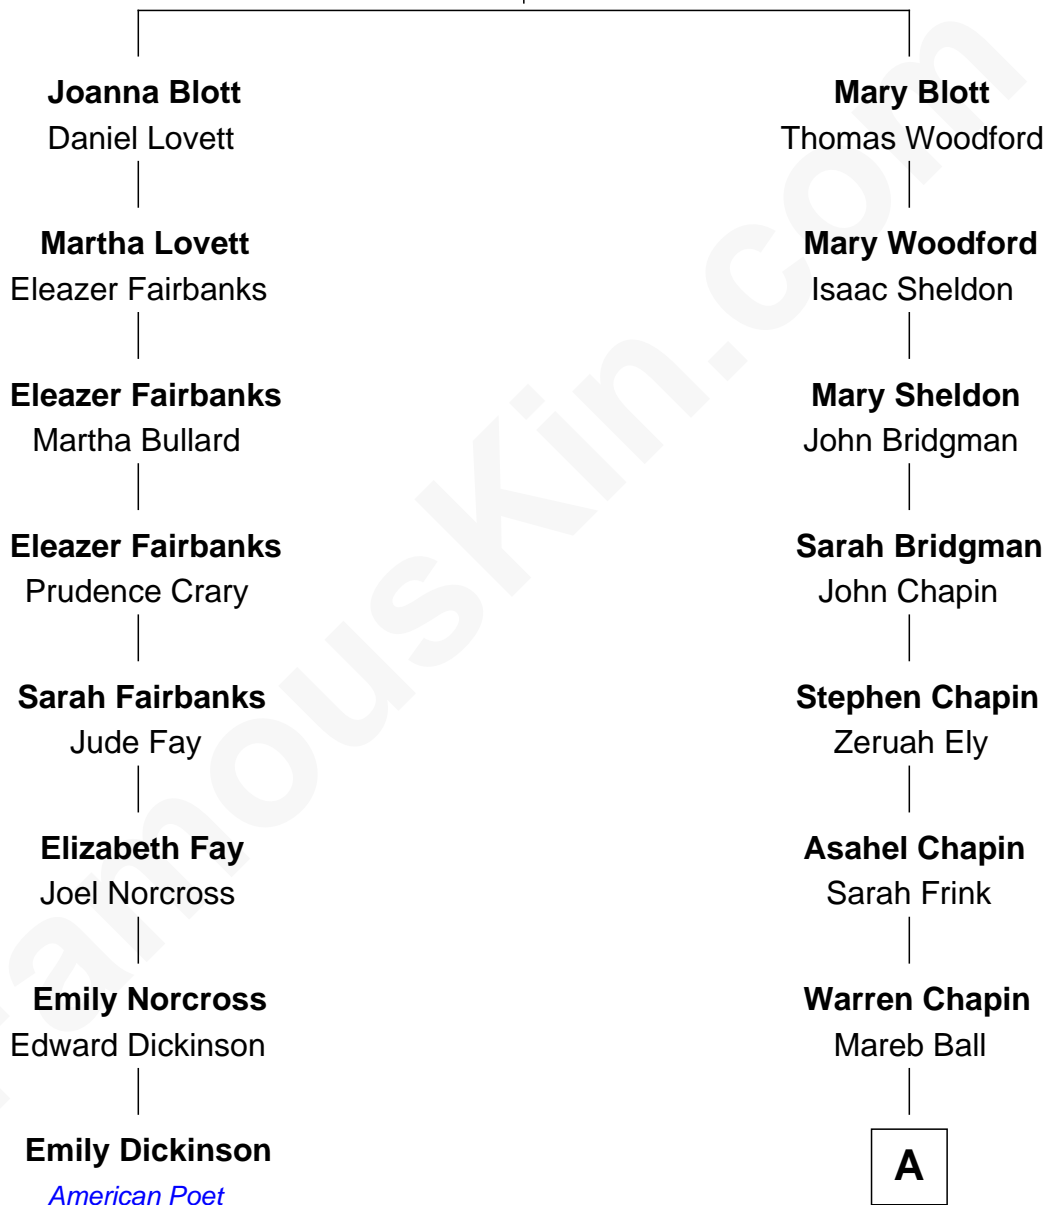 Joanna Blott
Daniel Lovett
Martha Lovett
Eleazer Fairbanks
Eleazer Fairbanks
Martha Bullard
Eleazer Fairbanks
Prudence Crary
Sarah Fairbanks
Jude Fay
Elizabeth Fay
Joel Norcross
Emily Norcross
Edward Dickinson
Emily Dickinson
American Poet
Mary Blott
Thomas Woodford
Mary Woodford
Isaac Sheldon
Mary Sheldon
John Bridgman
Sarah Bridgman
John Chapin
Stephen Chapin
Zeruah Ely
Asahel Chapin
Sarah Frink
Warren Chapin
Mareb Ball
A
FamousKin.com